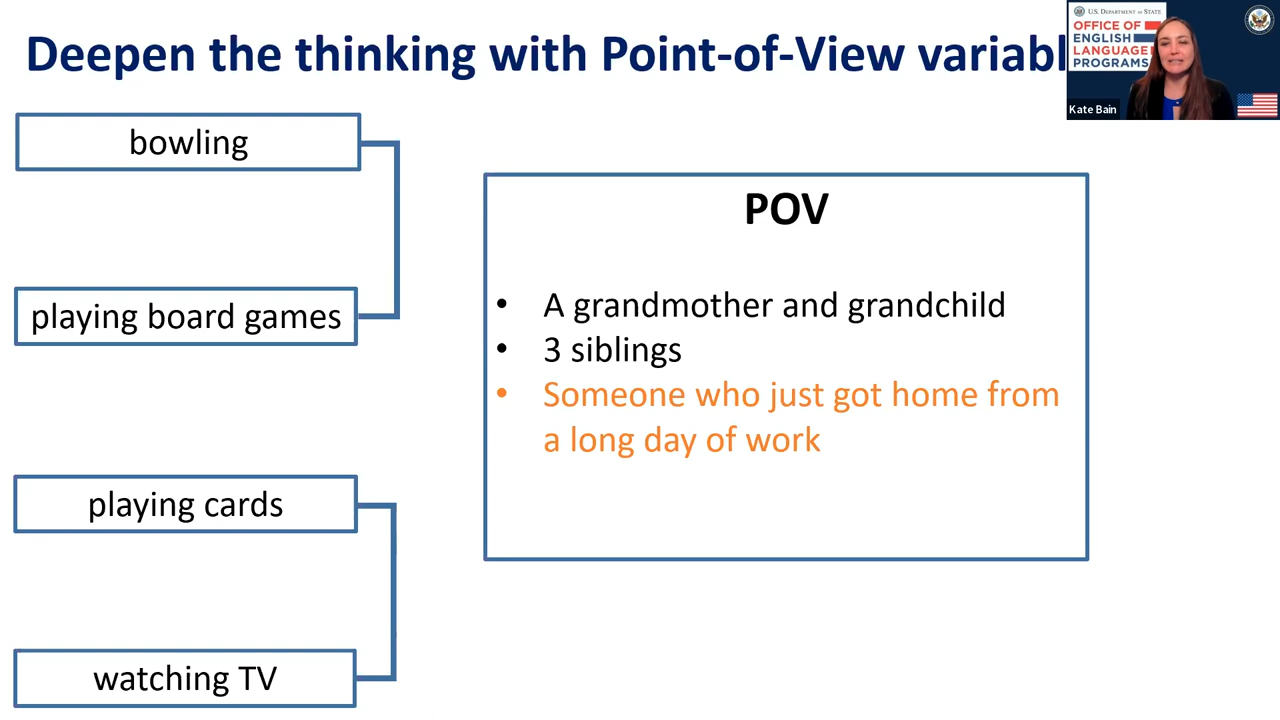 Deepen the thinking with Point-of-View variabl
U.S. DEPARTMENT OF STATE
OFFICE OF
ENGLISH
LANGUAGE
PROGRAMS
Kate Bain
bowling
playing board games
playing cards
watching TV
POV
• A grandmother and grandchild
• 3 siblings
• Someone who just got home from
a long day of work